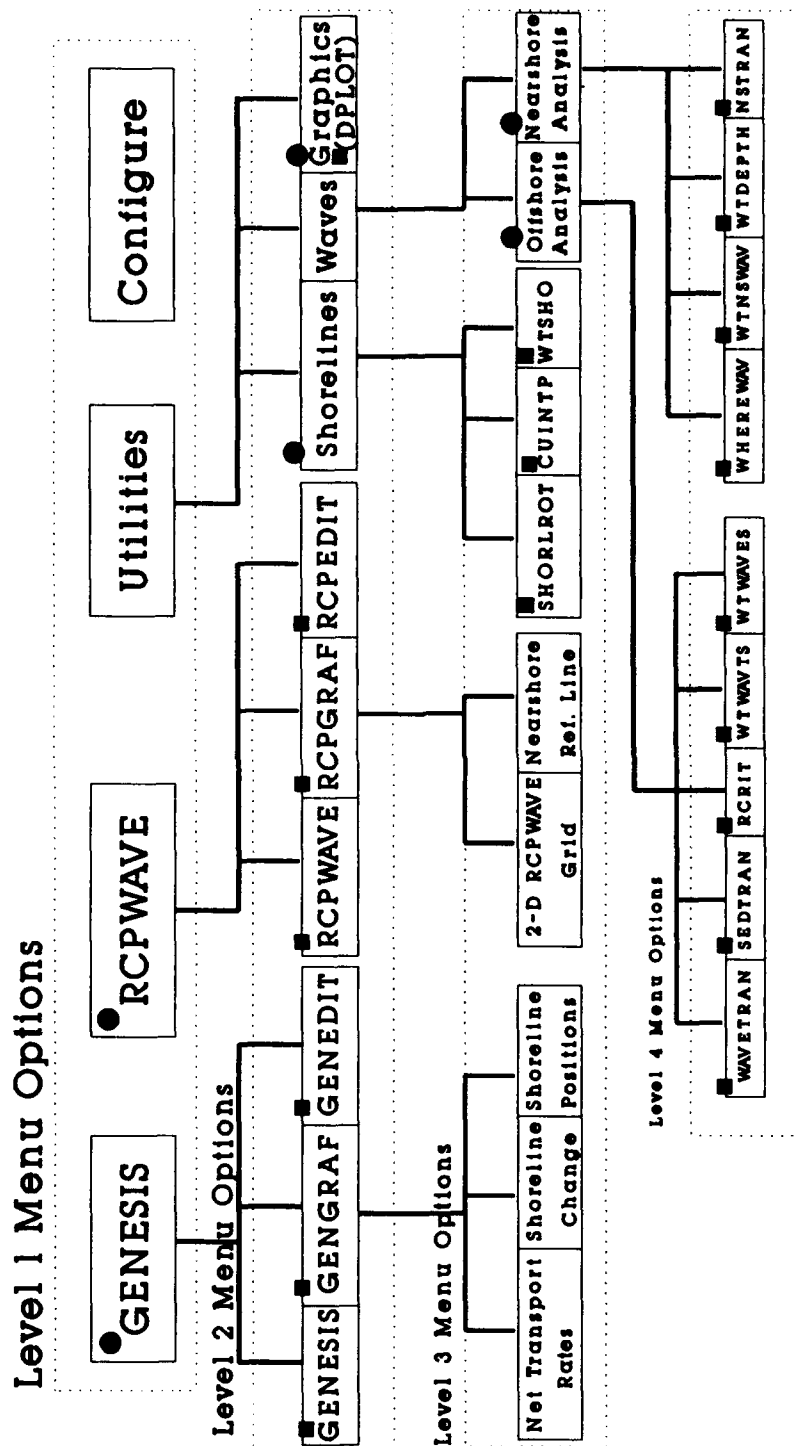 Level 1 Menu Options
GENESIS
RCPWAVE
Utilities
Configure
Level 2 Menu Options
GENESIS
GENGRAF
GENEDIT
RCPWAVE
RCPGRAF
RCPEDIT
Shorelines
Waves
Graphics
(DPLOT)
Level 3 Menu Options
Net Transport
Rates
Shoreline
Change
Shoreline
Positions
2-D RCPWAVE
Grid
Nearshore
Ref. Line
SHORLROT
CUINTP
WTSHO
Offshore
Analysis
Nearshore
Analysis
Level 4 Menu Options
WAVETRAN
SEDTRAN
RCRIT
WTWAVTS
WTWAVES
WHEREWAV
WTNSWAV
WTDEPTH
NSTRAN